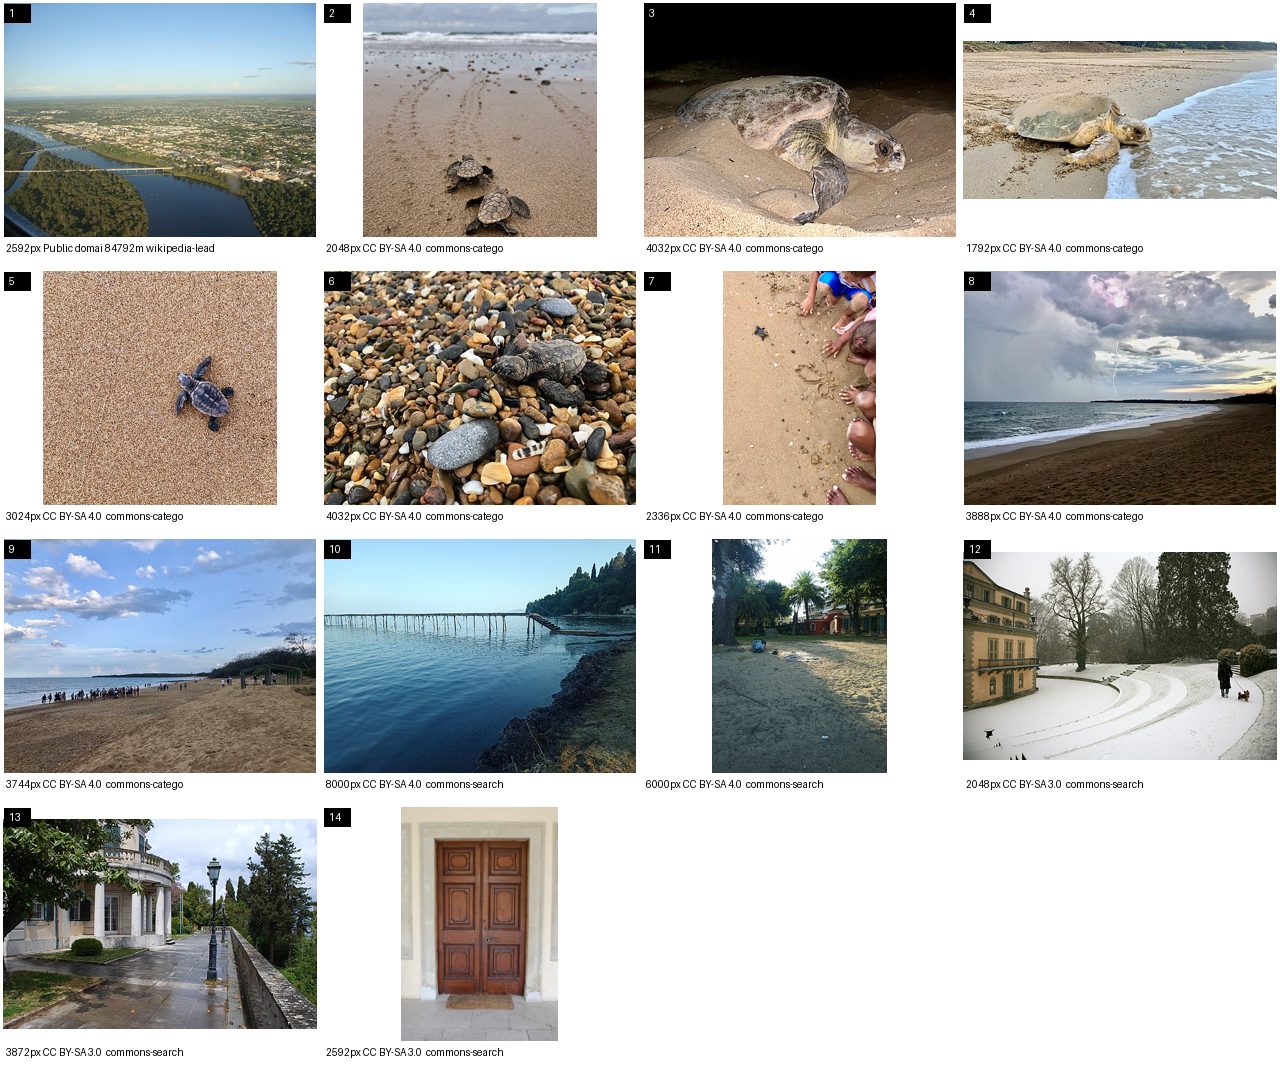 1
2
3
4
2592px Public domai 84792m wikipedia-lead
2048px CC BY-SA 4.0 commons-catego
4032px CC BY-SA 4.0 commons-catego
1792px CC BY-SA 4.0 commons-catego
5
6
7
8
3024px CC BY-SA 4.0 commons-catego
4032px CC BY-SA 4.0 commons-catego
2336px CC BY-SA 4.0 commons-catego
3888px CC BY-SA 4.0 commons-catego
9
10
11
12
3744px CC BY-SA 4.0 commons-catego
8000px CC BY-SA 4.0 commons-search
6000px CC BY-SA 4.0 commons-search
2048px CC BY-SA 3.0 commons-search
13
14
3872px CC BY-SA 3.0 commons-search
2592px CC BY-SA 3.0 commons-search